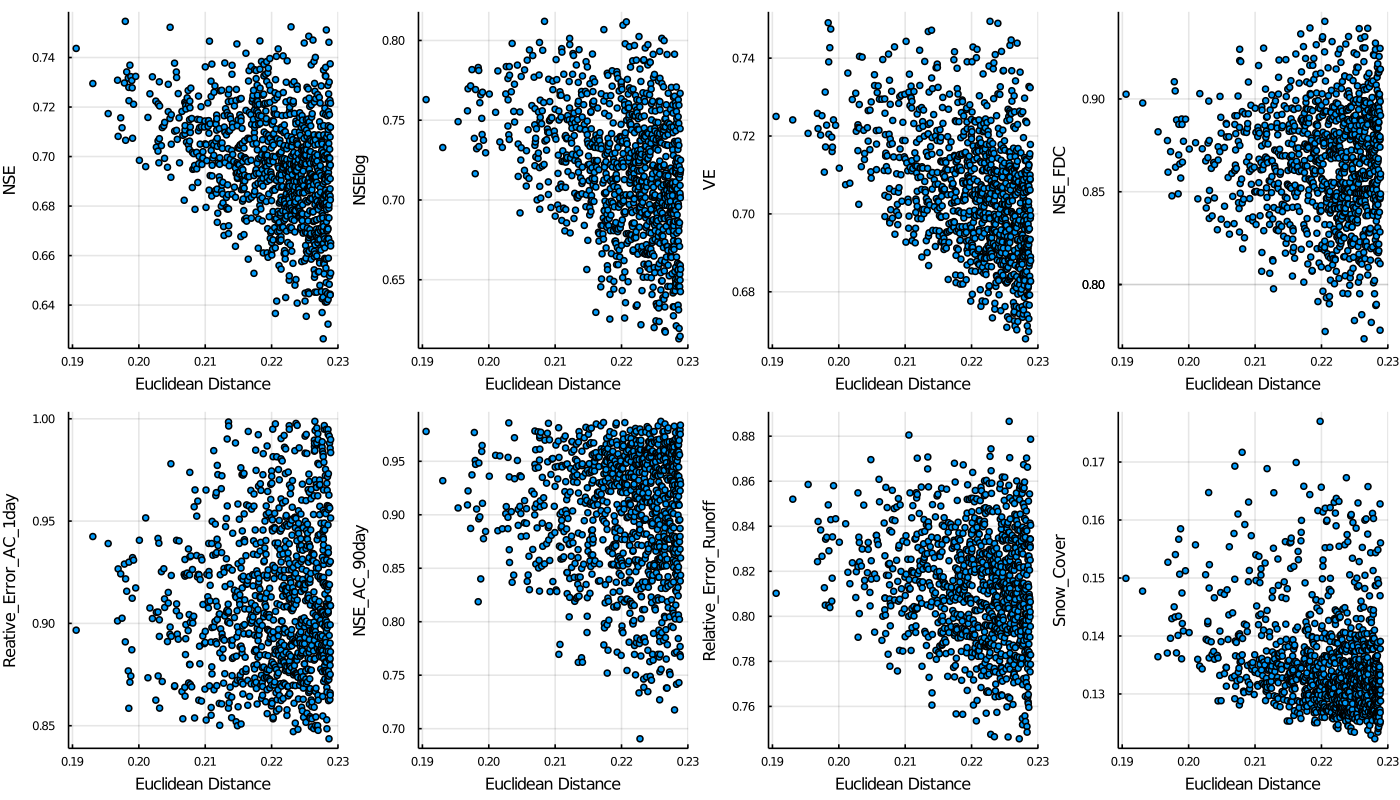 NSE
0.74
0.72
0.70
0.68
0.66
0.64
0.19 0.20 0.21 0.22 0.23
Euclidean Distance
NSElog
0.80
0.75
0.70
0.65
0.19 0.20 0.21 0.22 0.23
Euclidean Distance
VE
0.74
0.72
0.70
0.68
0.19 0.20 0.21 0.22 0.23
Euclidean Distance
NSE_FDC
0.90
0.85
0.80
0.19 0.20 0.21 0.22 0.23
Euclidean Distance
Reative_Error_AC_1day
1.00
0.95
0.90
0.85
0.19 0.20 0.21 0.22 0.23
Euclidean Distance
NSE_AC_90day
0.95
0.90
0.85
0.80
0.75
0.70
0.19 0.20 0.21 0.22 0.23
Euclidean Distance
Relative_Error_Runoff
0.88
0.86
0.84
0.82
0.80
0.78
0.76
0.19 0.20 0.21 0.22 0.23
Euclidean Distance
Snow_Cover
0.17
0.16
0.15
0.14
0.13
0.19 0.20 0.21 0.22 0.23
Euclidean Distance